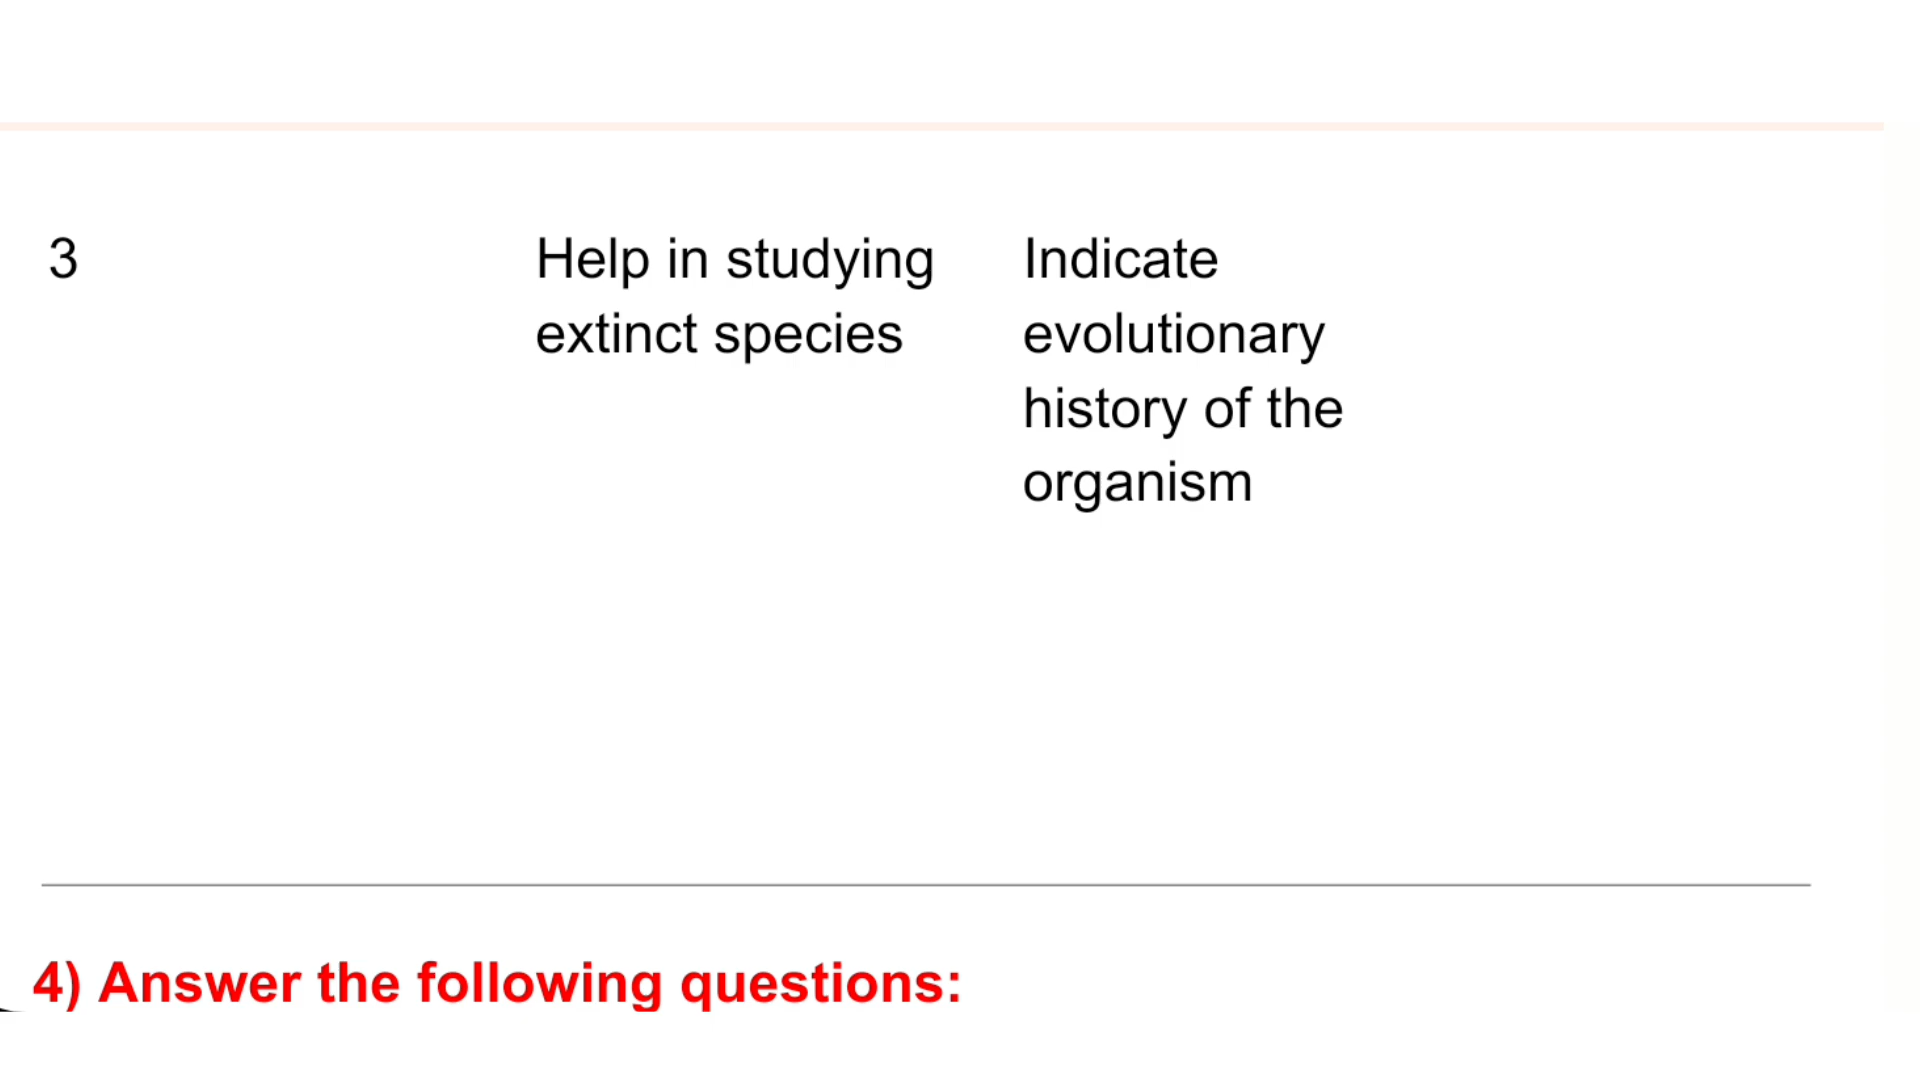 3
Help in studying
extinct species
Indicate
evolutionary
history of the
organism
4) Answer the following questions: